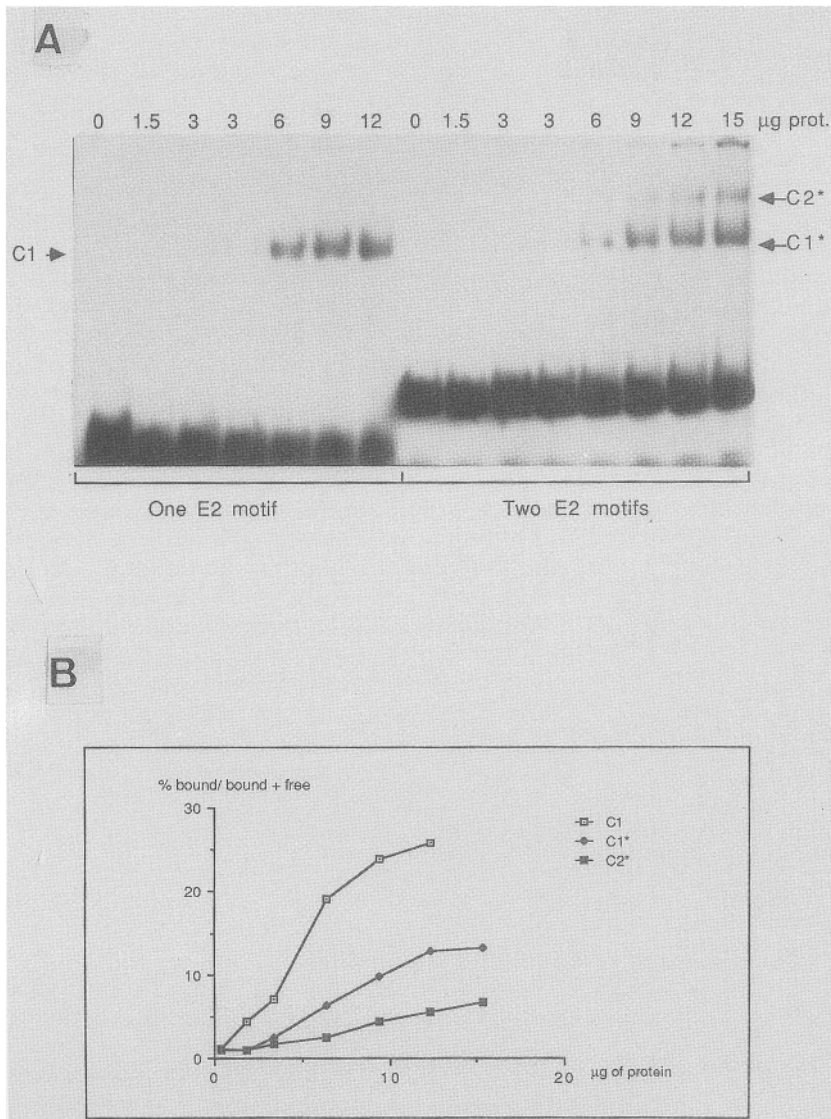 A
0 1.5 3 3 6 9 12 0 1.5 3 3 6 9 12 15 µg prot.
C2*
C1 C1*
One E2 motif Two E2 motifs
B
% bound/ bound + free
30
C1
C1*
20
C2*
10
0
0 10 20 µg of protein